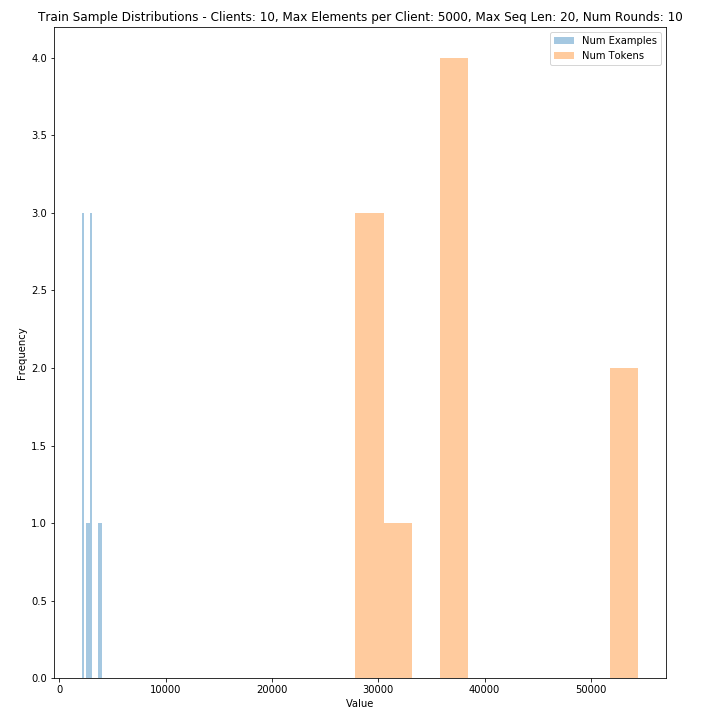 Train Sample Distributions - Clients: 10, Max Elements per Client: 5000, Max Seq Len: 20, Num Rounds: 10
Num Examples
Num Tokens
4.0
3.5
3.0
2.5
2.0
1.5
1.0
0.5
0.0
Frequency
0 10000 20000 30000 40000 50000
Value